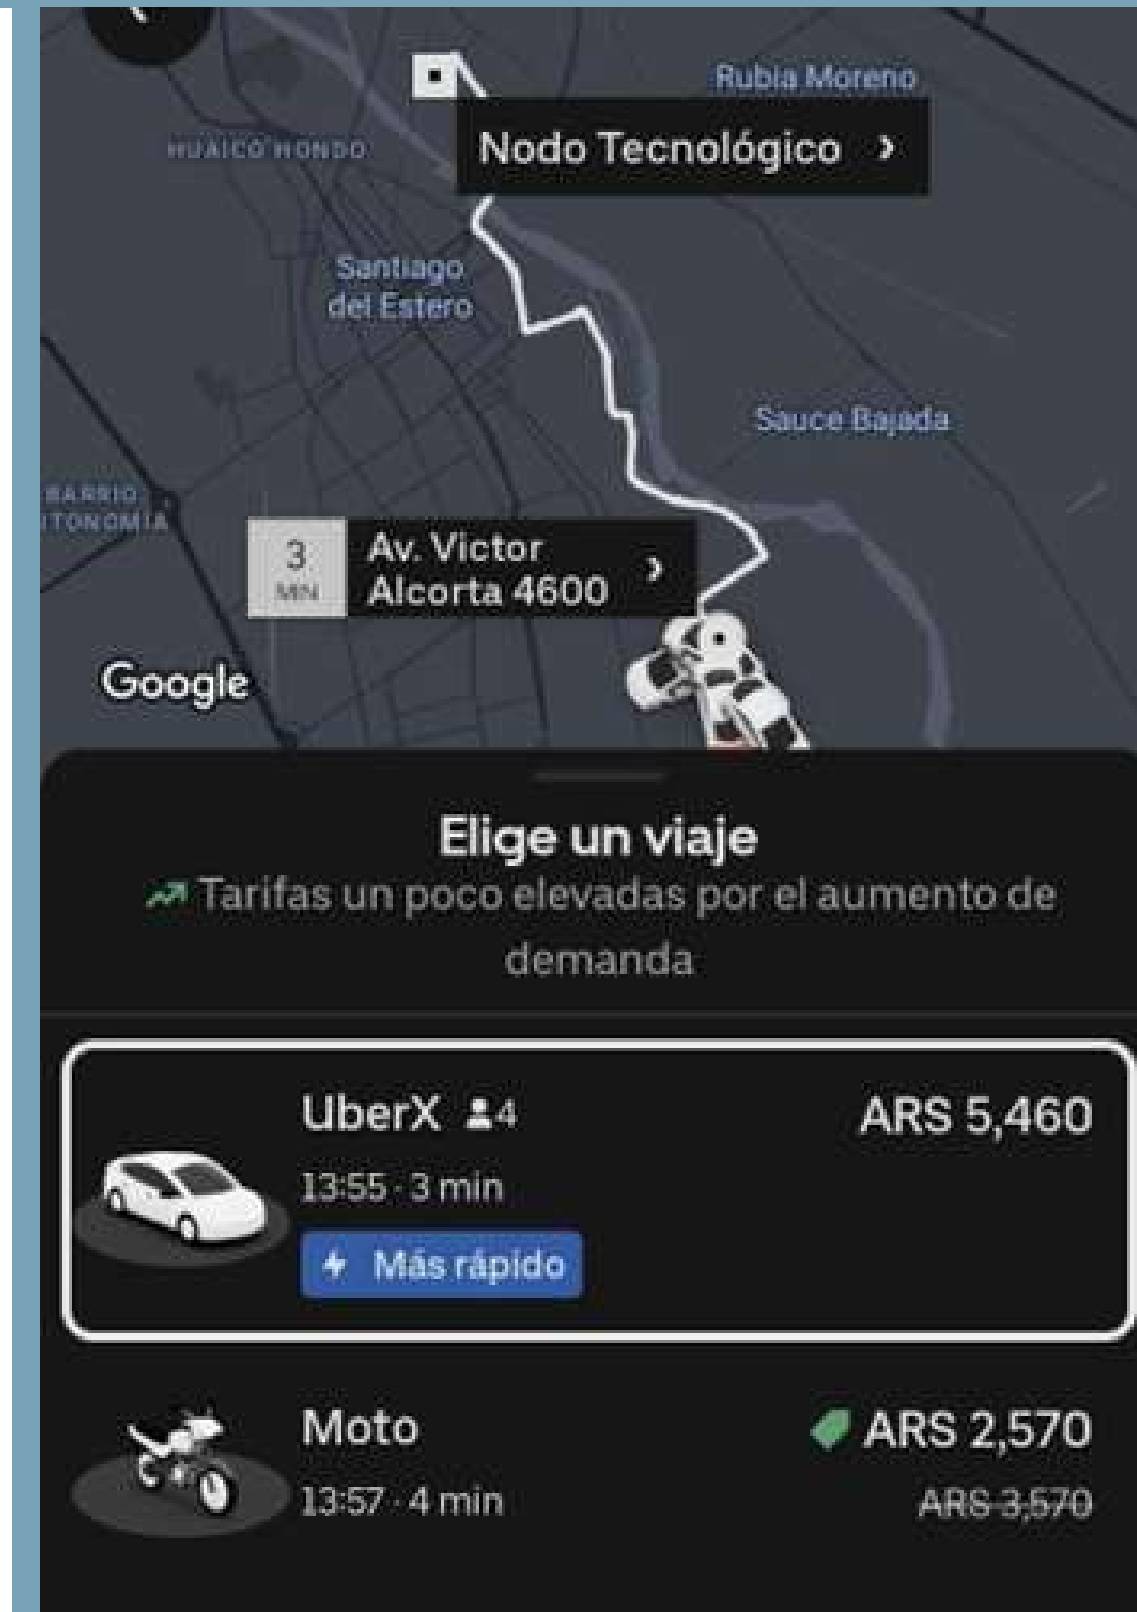 Rubia Moreno
HUAICO HONDO
Nodo Tecnológico
Santiago
del Estero
Sauce Bajada
BARRIO
TONOMÍA
3
MIN
Av. Victor
Alcorta 4600
Google
Elige un viaje
Tarifas un poco elevadas por el aumento de
demanda
UberX 4
ARS 5,460
13:55 · 3 min
Más rápido
Moto
ARS 2,570
13:57 · 4 min
ARS 3,570